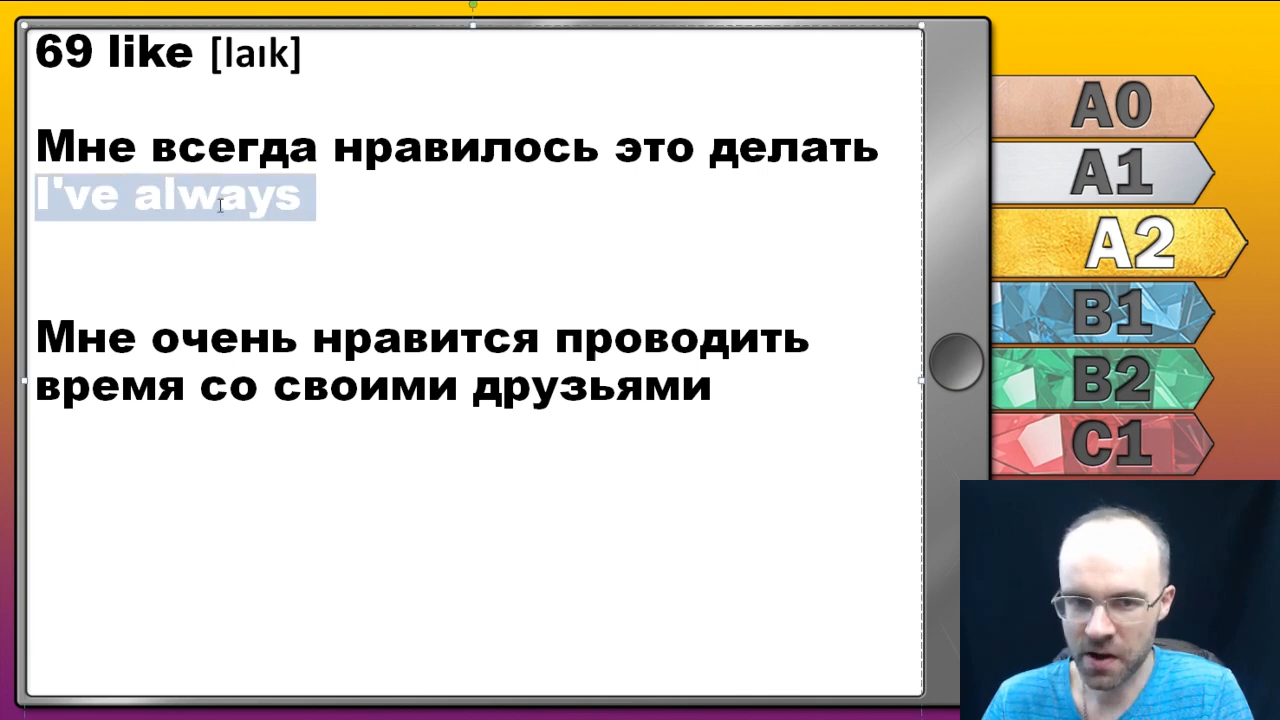 69 like [laɪk]
Мне всегда нравилось это делать
I've always
Мне очень нравится проводить
время со своими друзьями
A0
A1
A2
B1
B2
C1